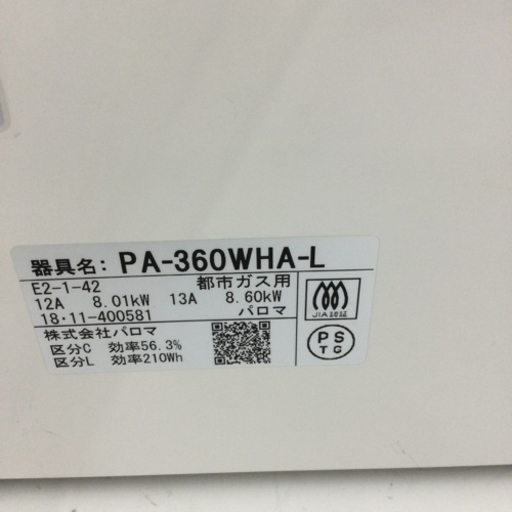 器具名: PA-360WHA-L
E2-1-42 都市ガス用
12A 8.01kW 13A 8.60kW
18·11-400581 パロマ
株式会社パロマ
区分C 効率56.3%
区分L 効率210Wh
JIA認証
PS
TG